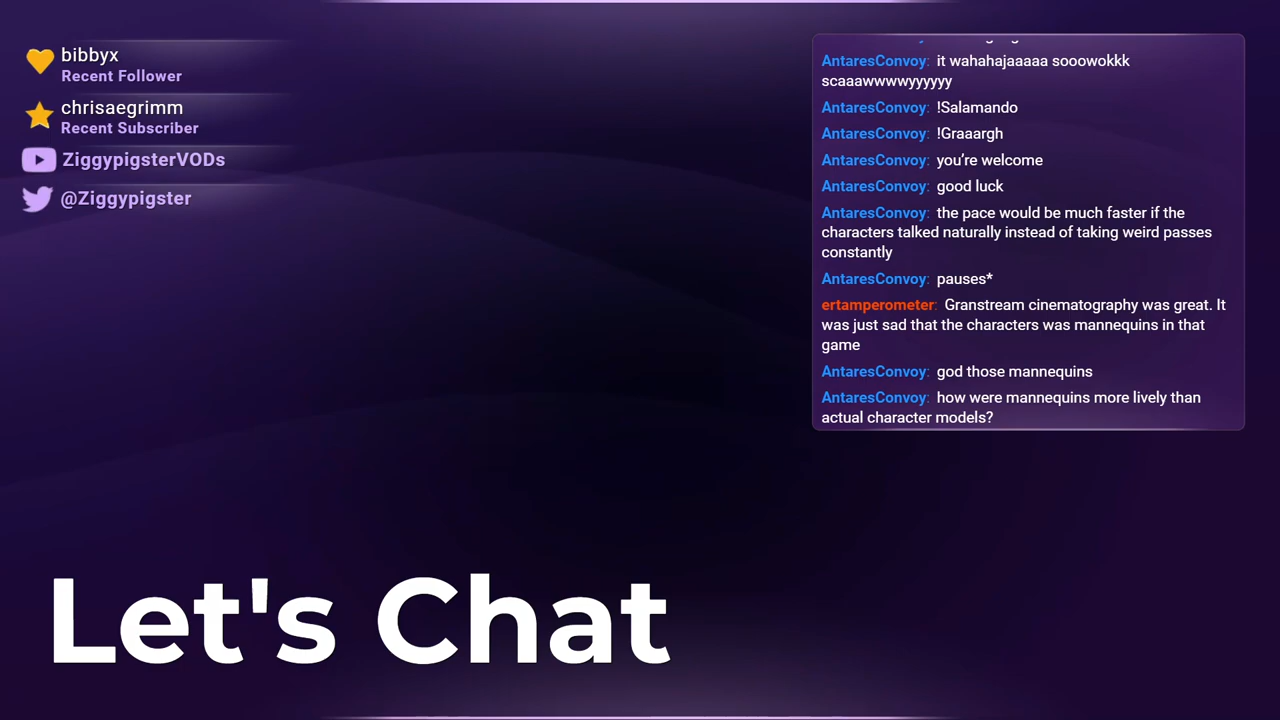 bibbyx
Recent Follower
chrisaegrimm
Recent Subscriber
ZiggypigsterVODs
@Ziggypigster
AntaresConvoy: it wahahajaaaaa sooowokkk
scaaawwwwyyyyyy
AntaresConvoy: !Salamando
AntaresConvoy: !Graaargh
AntaresConvoy: you’re welcome
AntaresConvoy: good luck
AntaresConvoy: the pace would be much faster if the
characters talked naturally instead of taking weird passes
constantly
AntaresConvoy: pauses*
ertamperometer: Granstream cinematography was great. It
was just sad that the characters was mannequins in that
game
AntaresConvoy: god those mannequins
AntaresConvoy: how were mannequins more lively than
actual character models?
Let's Chat